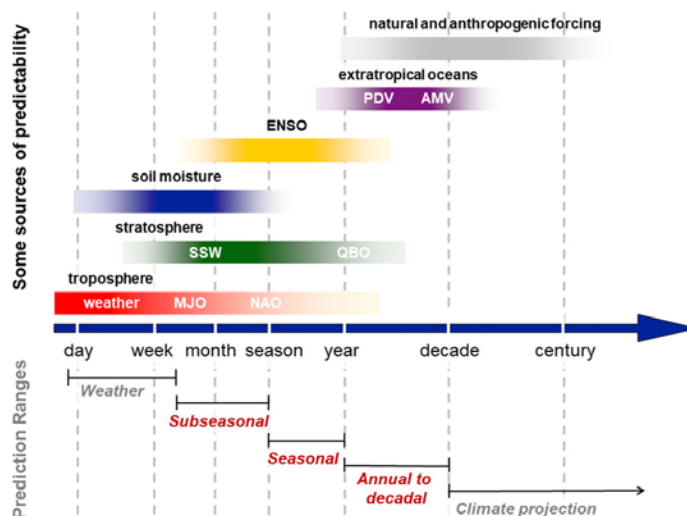 Some sources of predictability
natural and anthropogenic forcing
extratropical oceans
PDV AMV
ENSO
soil moisture
stratosphere
SSW QBO
troposphere
weather MJO NAO
day week month season year decade century
Prediction Ranges
Weather
Subseasonal
Seasonal
Annual to
decadal
Climate projection